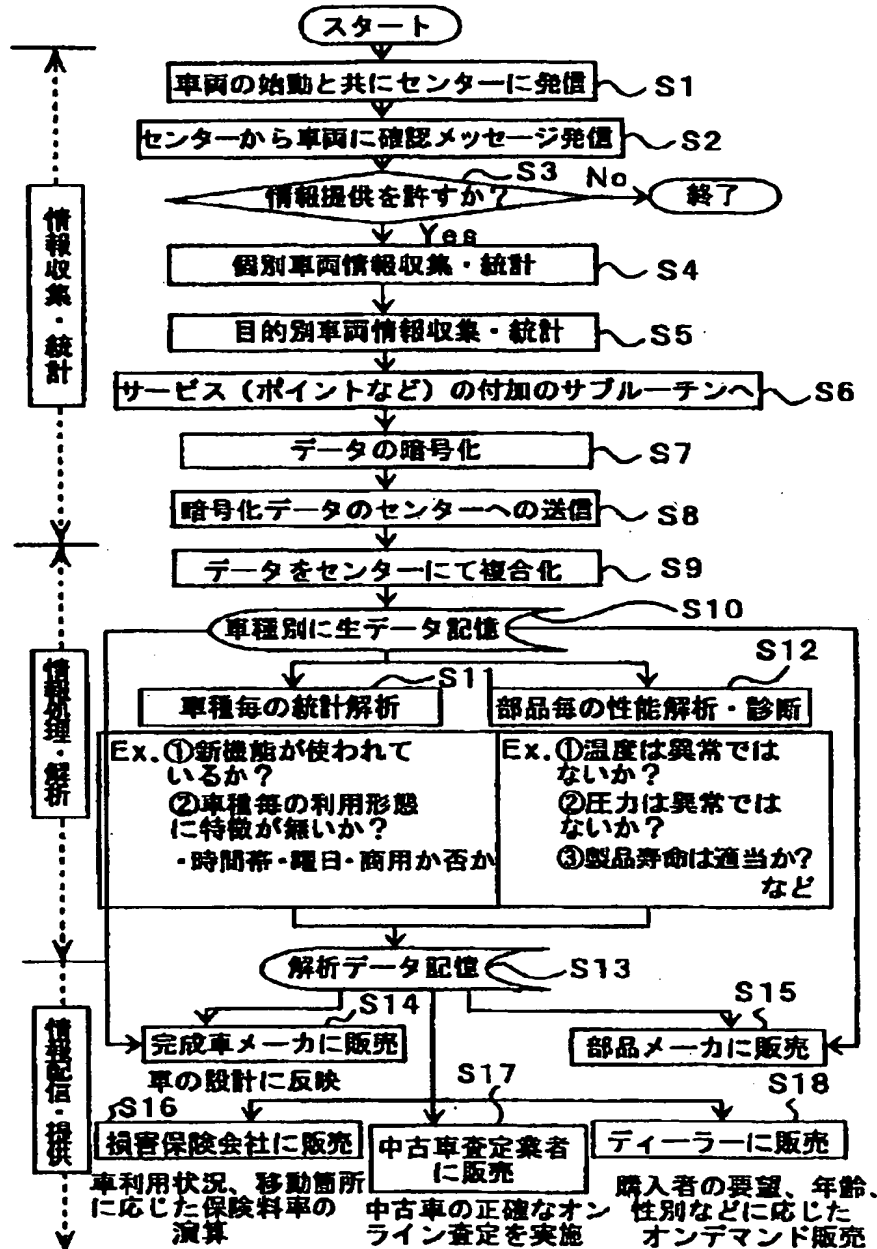 スタート
車両の始動と共にセンターに発信
S1
センターから車両に確認メッセージ発信
S2
情報提供を許すか?
S3
No
終了
Yes
個別車両情報収集・統計
S4
目的別車両情報収集・統計
S5
サービス(ポイントなど)の付加のサブルーチンへ
S6
データの暗号化
S7
暗号化データのセンターへの送信
S8
情報収集・統計
データをセンターにて複合化
S9
車種別に生データ記憶
S10
車種毎の統計解析
S11
部品毎の性能解析・診断
S12
Ex.①新機能が使われて
いるか?
②車種毎の利用形態
に特徴が無いか?
・時間帯・曜日・商用か否か
Ex.①温度は異常では
ないか?
②圧力は異常では
ないか?
③製品寿命は適当か?
など
情報処理・解析
解析データ記憶
S13
完成車メーカに販売
S14
車の設計に反映
部品メーカに販売
S15
損害保険会社に販売
S16
車利用状況、移動箇所
に応じた保険料率の
演算
中古車査定業者
に販売
S17
中古車の正確なオン
ライン査定を実施
ディーラーに販売
S18
購入者の要望、年齢、
性別などに応じた
オンデマンド販売
情報配信・提供